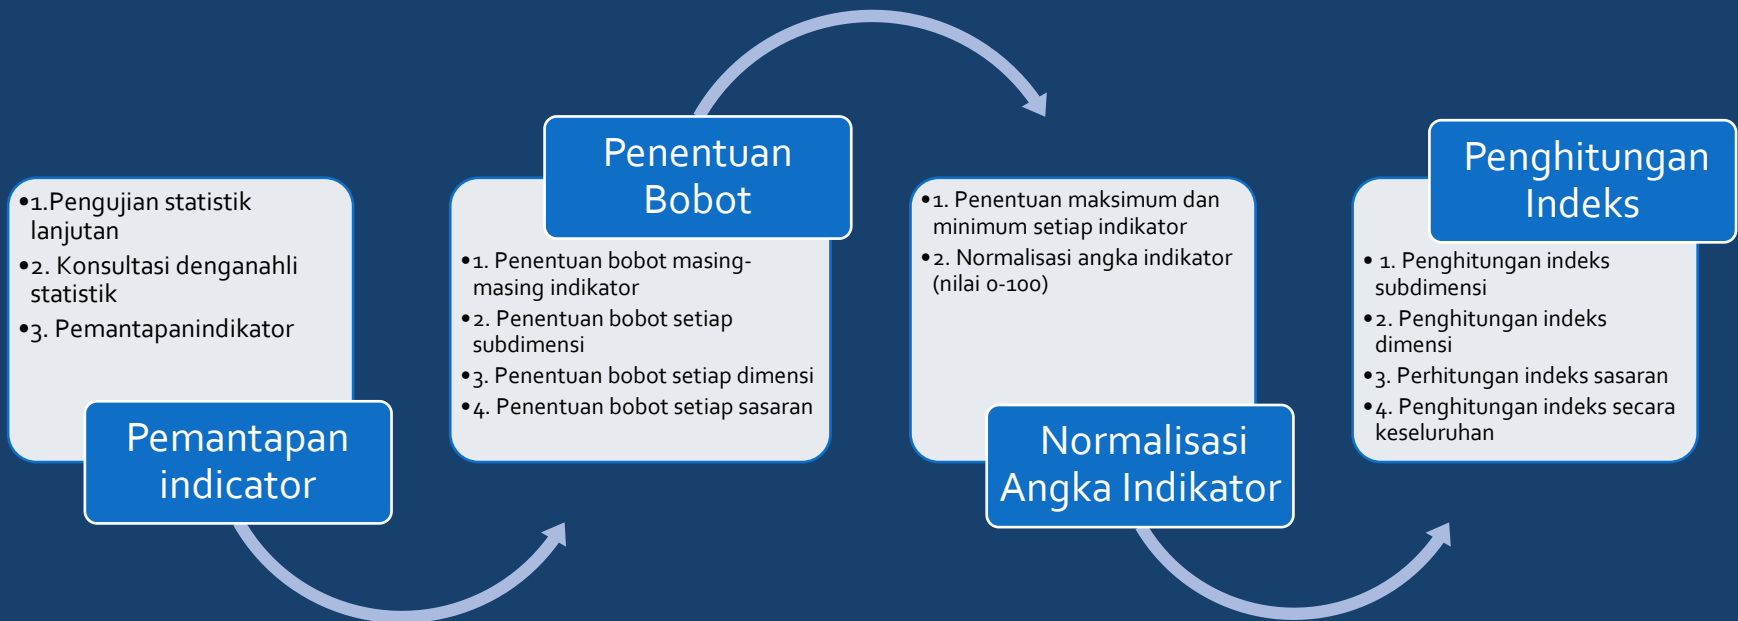 •1.Pengujian statistik
lanjutan
•2. Konsultasi denganahli
statistik
•3. Pemantapanindikator
Pemantapan
indicator
Penentuan
Bobot
•1. Penentuan bobot masing-
masing indikator
•2. Penentuan bobot setiap
subdimensi
•3. Penentuan bobot setiap dimensi
•4. Penentuan bobot setiap sasaran
•1. Penentuan maksimum dan
minimum setiap indikator
•2. Normalisasi angka indikator
(nilai 0-100)
Normalisasi
Angka Indikator
Penghitungan
Indeks
• 1. Penghitungan indeks
subdimensi
•2. Penghitungan indeks
dimensi
•3. Perhitungan indeks sasaran
•4. Penghitungan indeks secara
keseluruhan